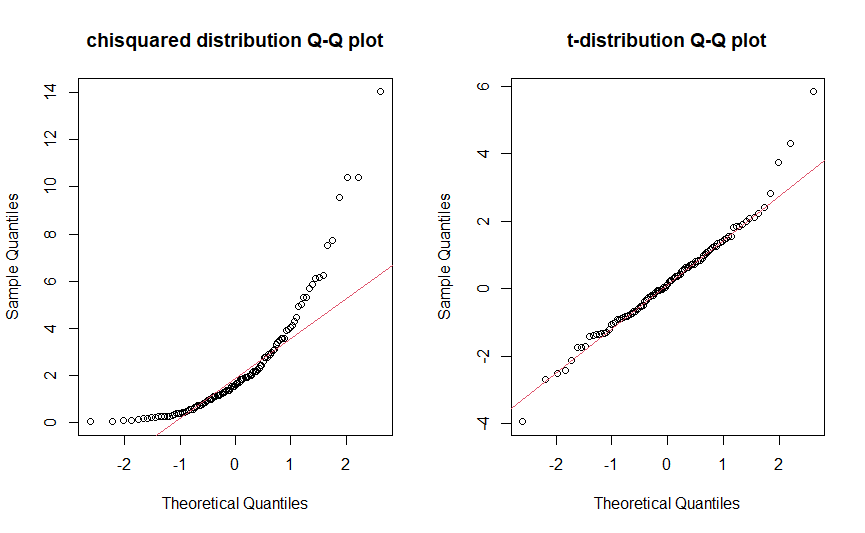 chisquared distribution Q-Q plot
Sample Quantiles
14
12
10
8
6
4
2
0
-2 -1 0 1 2
Theoretical Quantiles
t-distribution Q-Q plot
Sample Quantiles
6
4
2
0
-2
-4
-2 -1 0 1 2
Theoretical Quantiles